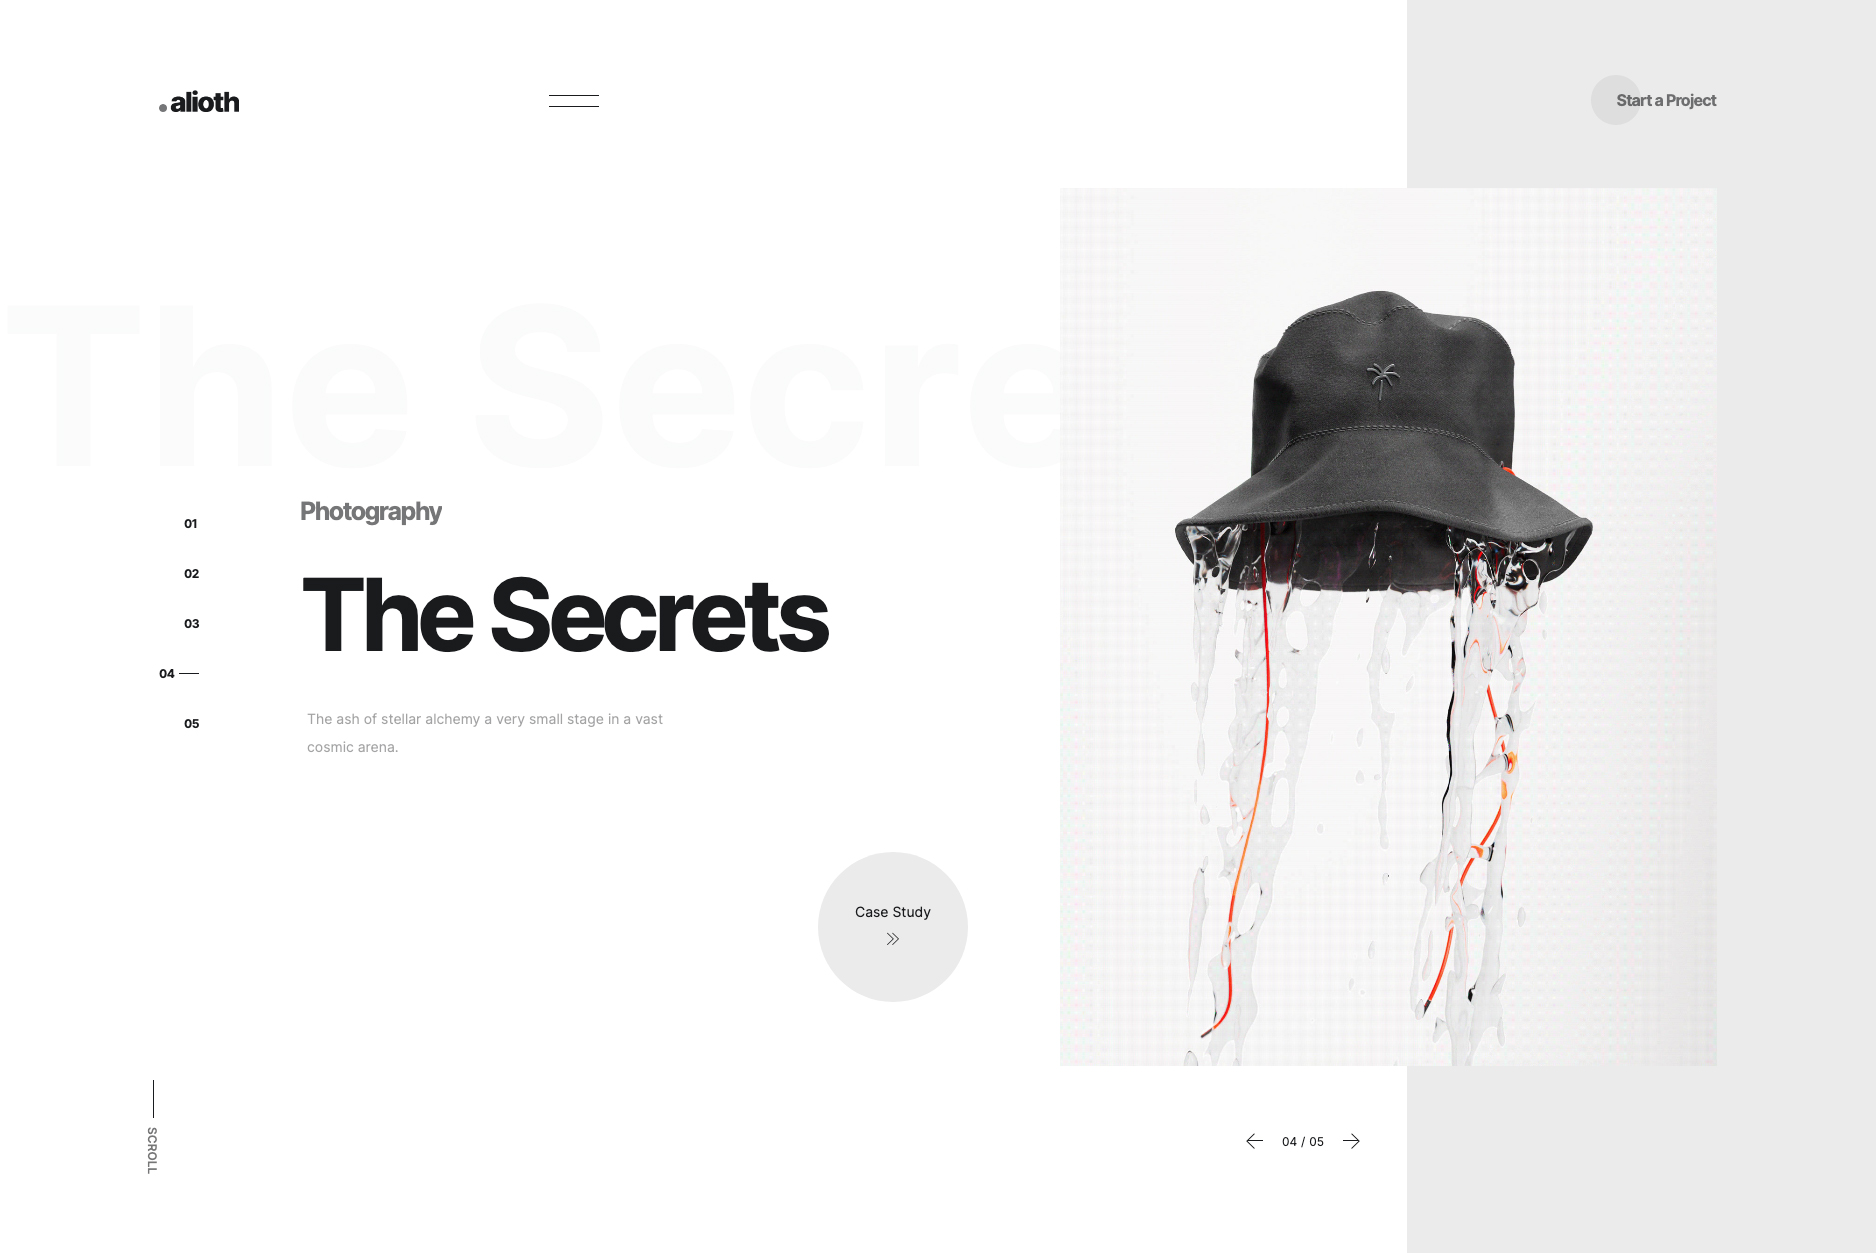 .alioth
Start a Project
The Secre
Photography
The Secrets
The ash of stellar alchemy a very small stage in a vast
cosmic arena.
01
02
03
04
05
Case Study
SCROLL
04 / 05